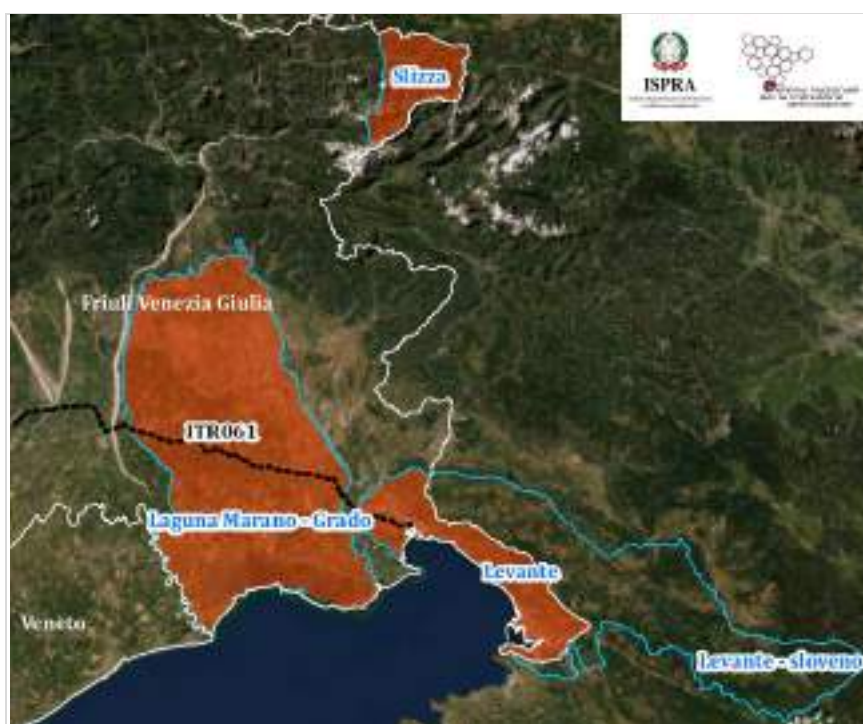 Slizza
ISPRA
Friuli Venezia Giulia
ITR061
Laguna Marano - Grado
Levante
Veneto
Levante - sloveno